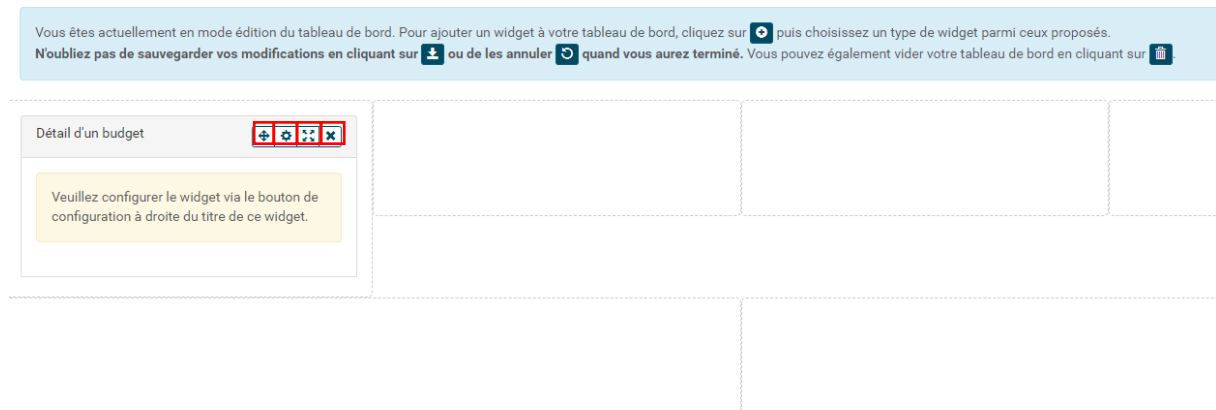 Vous êtes actuellement en mode édition du tableau de bord. Pour ajouter un widget à votre tableau de bord, cliquez sur puis choisissez un type de widget parmi ceux proposés.
N'oubliez pas de sauvegarder vos modifications en cliquant sur ou de les annuler quand vous aurez terminé. Vous pouvez également vider votre tableau de bord en cliquant sur .
Détail d'un budget
Veuillez configurer le widget via le bouton de
configuration à droite du titre de ce widget.